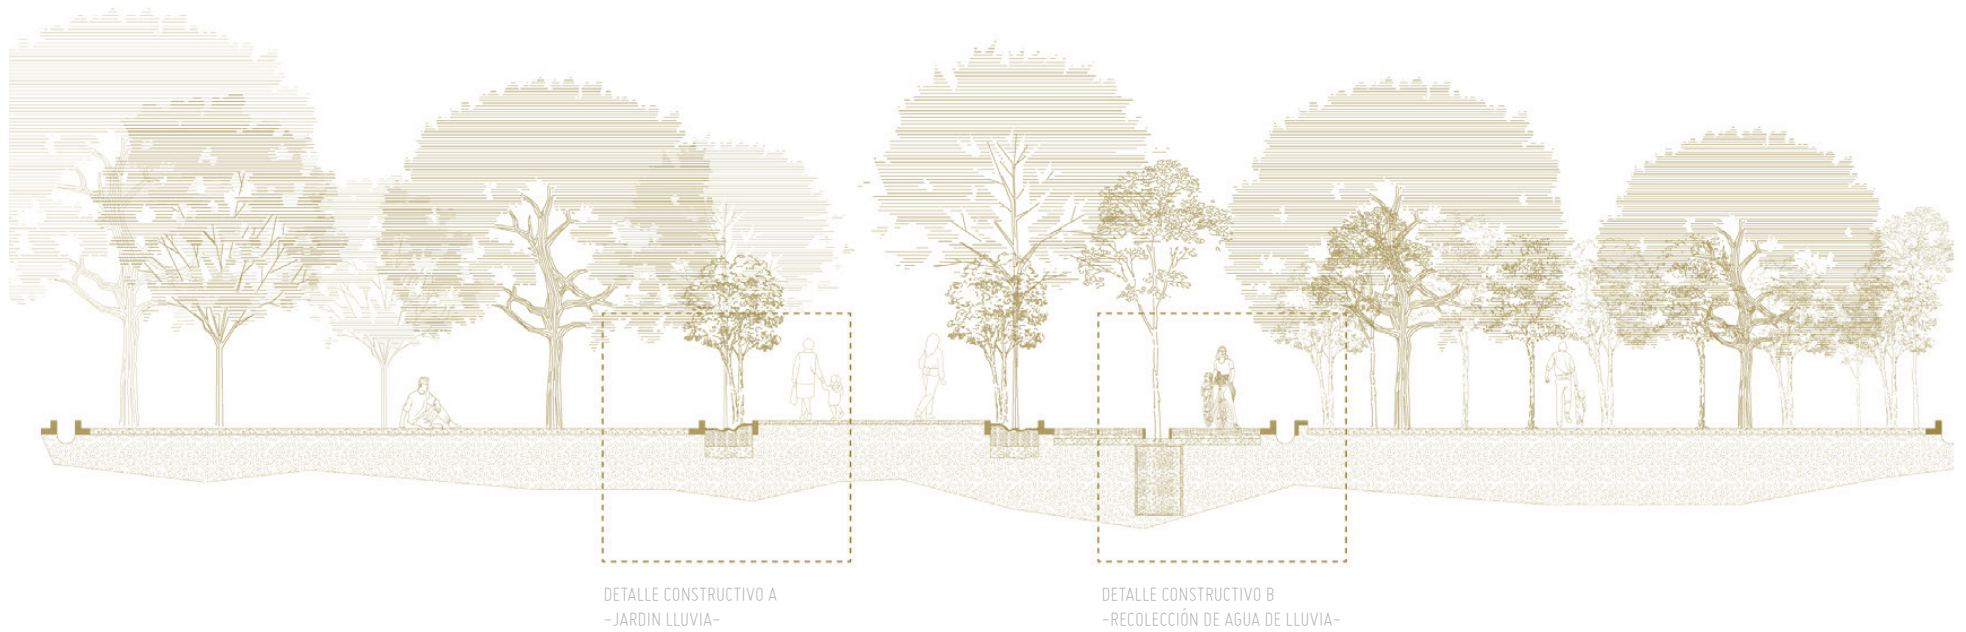 DETALLE CONSTRUCTIVO A
-JARDIN LLUVIA-
DETALLE CONSTRUCTIVO B
-RECOLECCIÓN DE AGUA DE LLUVIA-